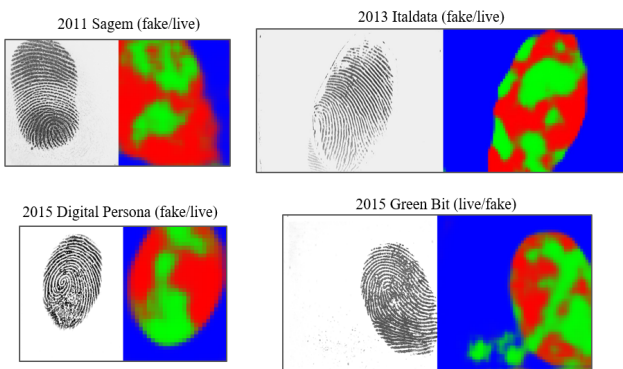 2011 Sagem (fake/live)
2013 Italdata (fake/live)
2015 Digital Persona (fake/live)
2015 Green Bit (live/fake)